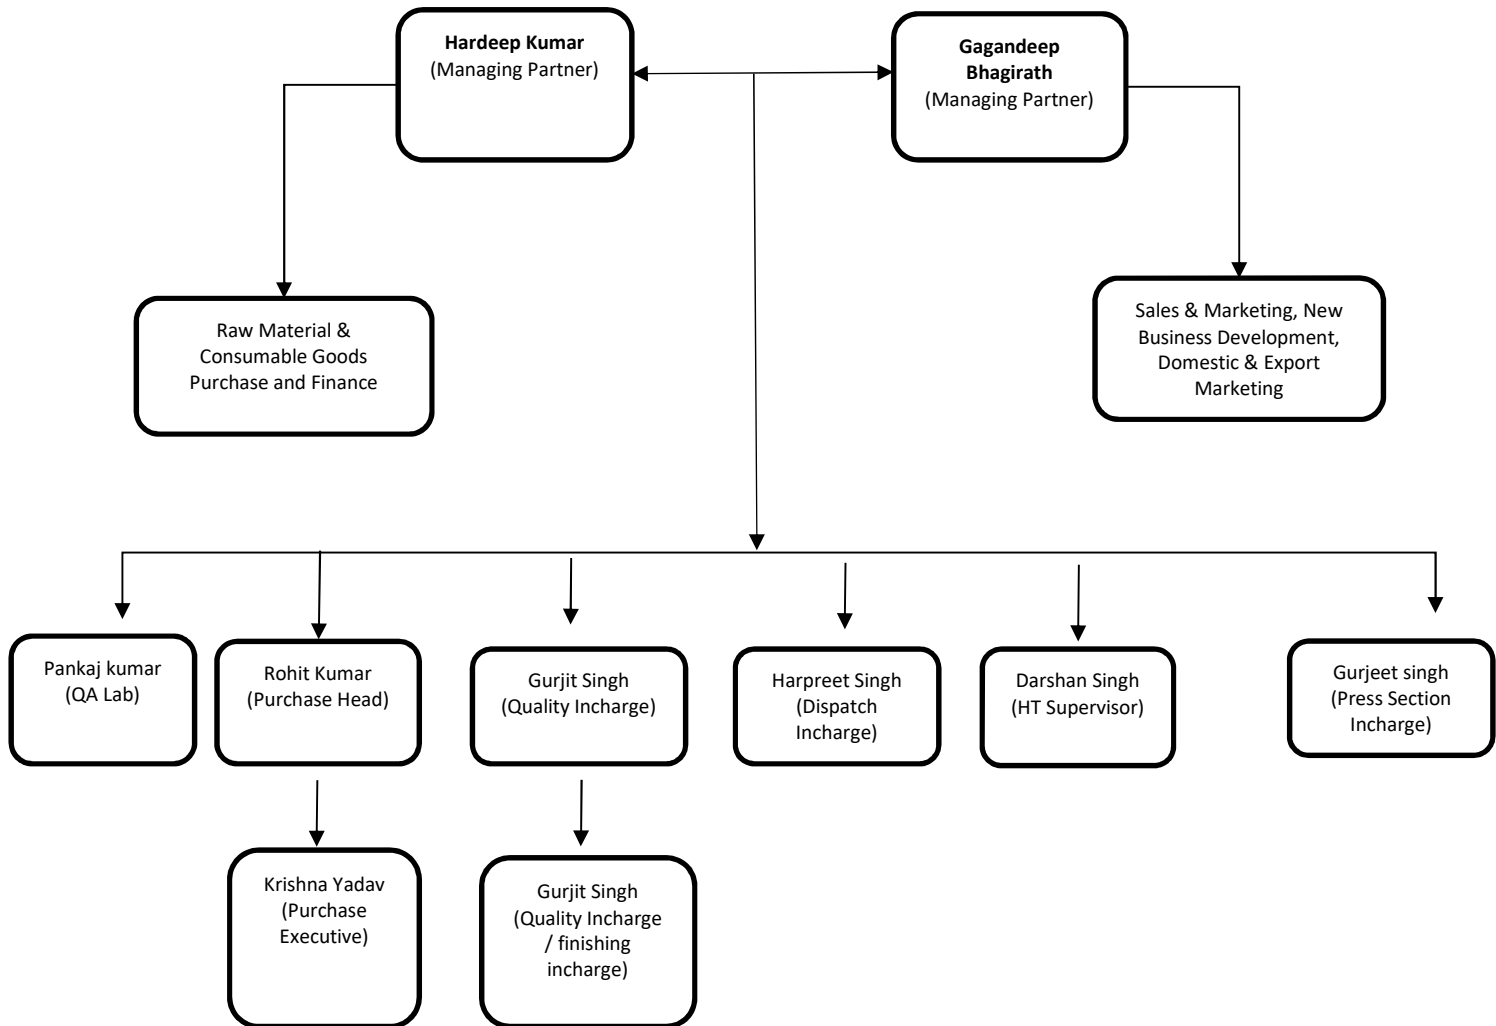 Hardeep Kumar
(Managing Partner)
Gagandeep
Bhagirath
(Managing Partner)
Raw Material &
Consumable Goods
Purchase and Finance
Sales & Marketing, New
Business Development,
Domestic & Export
Marketing
Pankaj kumar
(QA Lab)
Rohit Kumar
(Purchase Head)
Gurjit Singh
(Quality Incharge)
Harpreet Singh
(Dispatch
Incharge)
Darshan Singh
(HT Supervisor)
Gurjeet singh
(Press Section
Incharge)
Krishna Yadav
(Purchase
Executive)
Gurjit Singh
(Quality Incharge
/ finishing
incharge)